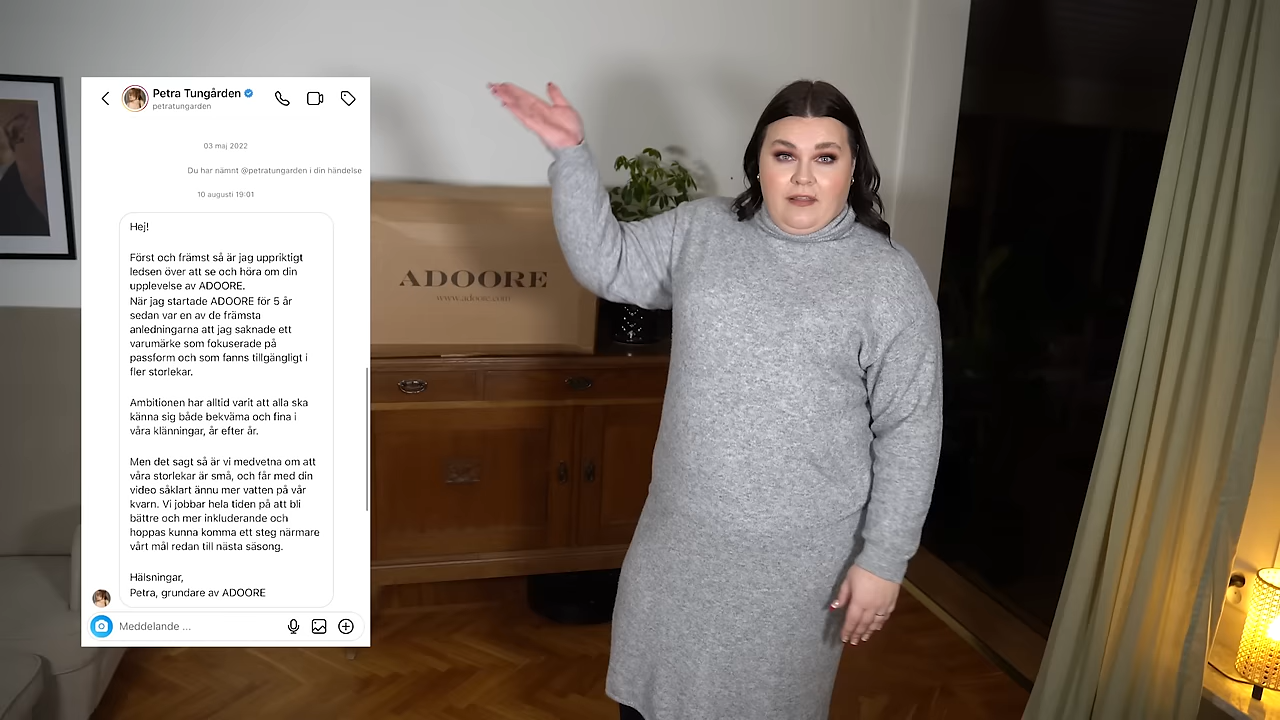 Petra Tungården
petratungarden
03 maj 2022
Du har nämnt @petratungarden i din händelse
10 augusti 19:01
Hej!
Först och främst så är jag uppriktigt
ledsen över att se och höra om din
upplevelse av ADOORE.
När jag startade ADOORE för 5 år
sedan var en av de främsta
anledningarna att jag saknade ett
varumärke som fokuserade på
passform och som fanns tillgängligt i
fler storlekar.
Ambitionen har alltid varit att alla ska
känna sig både bekväma och fina i
våra klänningar, år efter år.
Men det sagt så är vi medvetna om att
våra storlekar är små, och får med din
video såklart ännu mer vatten på vår
kvarn. Vi jobbar hela tiden på att bli
bättre och mer inkluderande och
hoppas kunna komma ett steg närmare
vårt mål redan till nästa säsong.
Hälsningar,
Petra, grundare av ADOORE
Meddelande ...
ADOORE
www.adoore.com